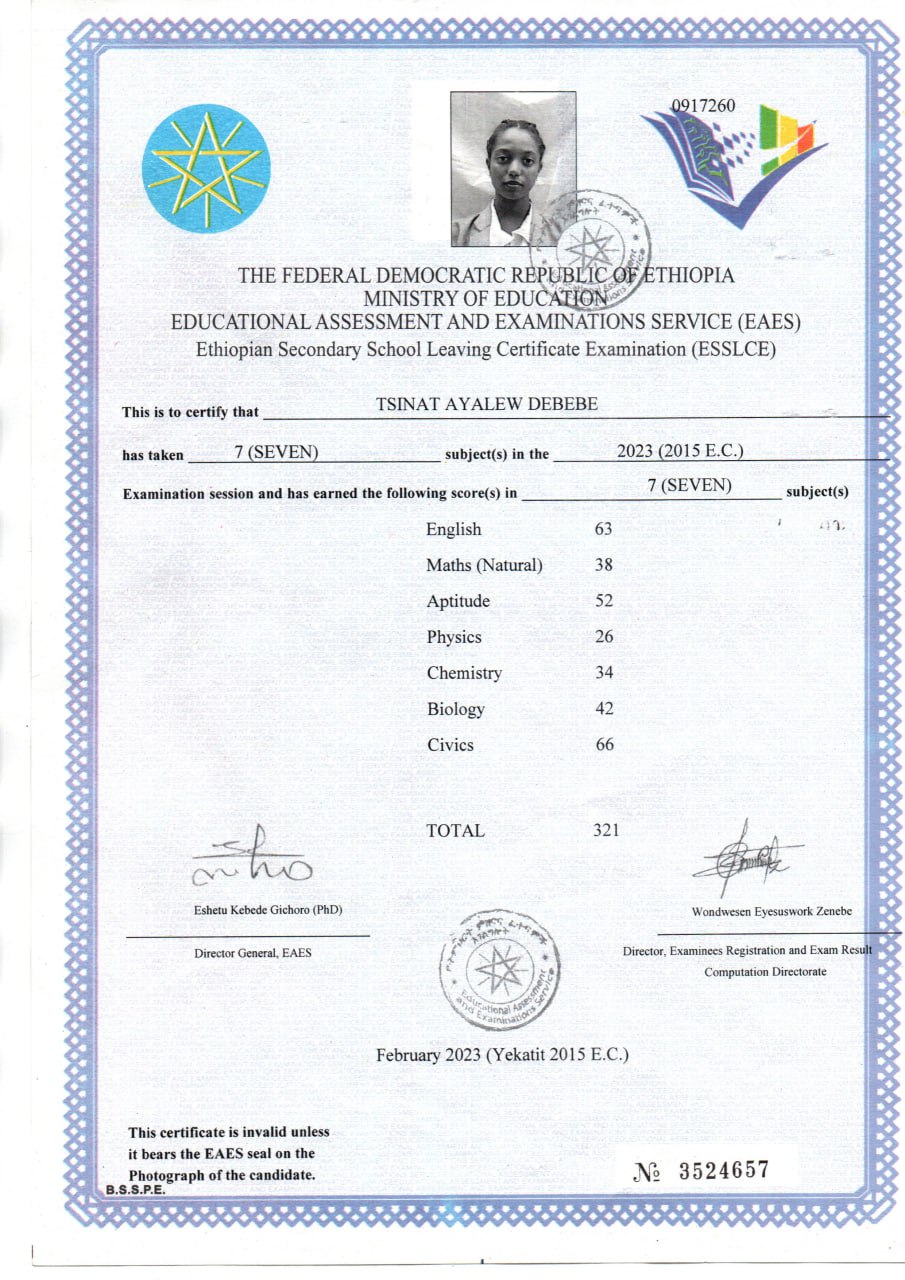 0917260
THE FEDERAL DEMOCRATIC REPUBLIC OF ETHIOPIA
MINISTRY OF EDUCATION
EDUCATIONAL ASSESSMENT AND EXAMINATIONS SERVICE (EAES)
Ethiopian Secondary School Leaving Certificate Examination (ESSLCE)
This is to certify that TSINAT AYALEW DEBEBE
has taken 7 (SEVEN) subject(s) in the 2023 (2015 E.C.)
Examination session and has earned the following score(s) in 7 (SEVEN) subject(s)
English 63
Maths (Natural) 38
Aptitude 52
Physics 26
Chemistry 34
Biology 42
Civics 66
TOTAL 321
Eshetu Kebede Gichoro (PhD)
Director General, EAES
Wondwesen Eyesuswork Zenebe
Director, Examinees Registration and Exam Result
Computation Directorate
Educational Assessment
and Examinations Service
February 2023 (Yekatit 2015 E.C.)
This certificate is invalid unless
it bears the EAES seal on the
Photograph of the candidate.
B.S.S.P.E.
№ 3524657